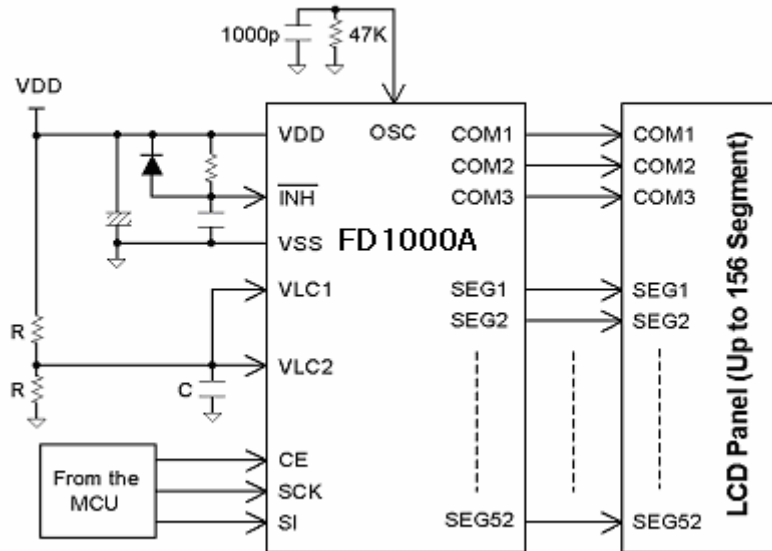 1000p
47K
VDD
VDD
OSC
COM1
COM1
COM2
COM2
INH
COM3
COM3
VSS
FD1000A
VLC1
SEG1
SEG1
SEG2
SEG2
R
VLC2
R
C
From the
MCU
CE
SCK
SI
SEG52
SEG52
LCD Panel (Up to 156 Segment)